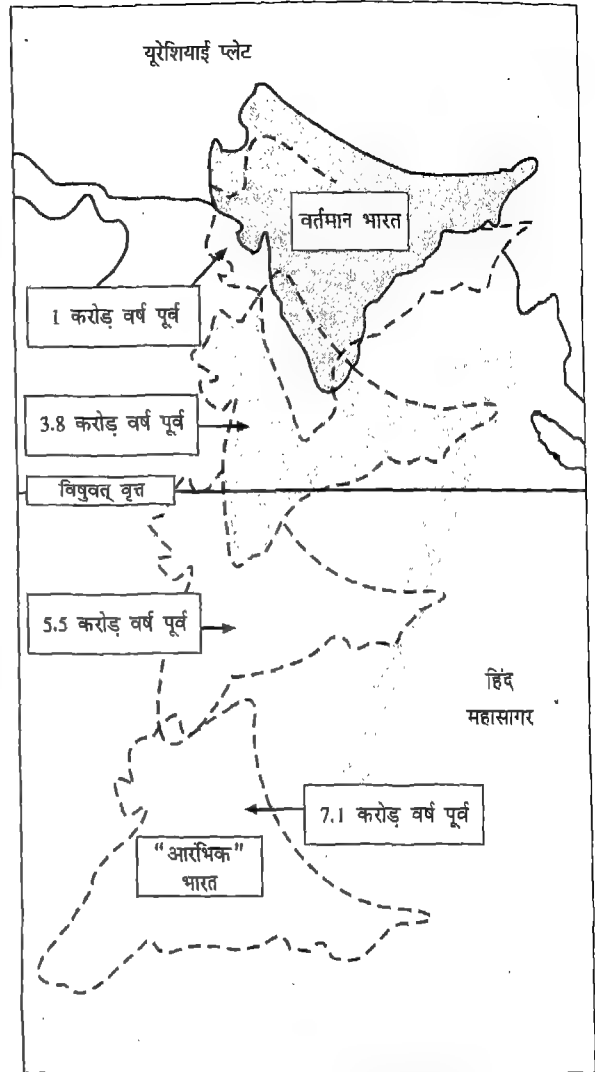 यूरेशियाई प्लेट
वर्तमान भारत
1 करोड़ वर्ष पूर्व
3.8 करोड़ वर्ष पूर्व
विषुवत् वृत्त
5.5 करोड़ वर्ष पूर्व
हिंद
महासागर
7.1 करोड़ वर्ष पूर्व
“आरंभिक”
भारत